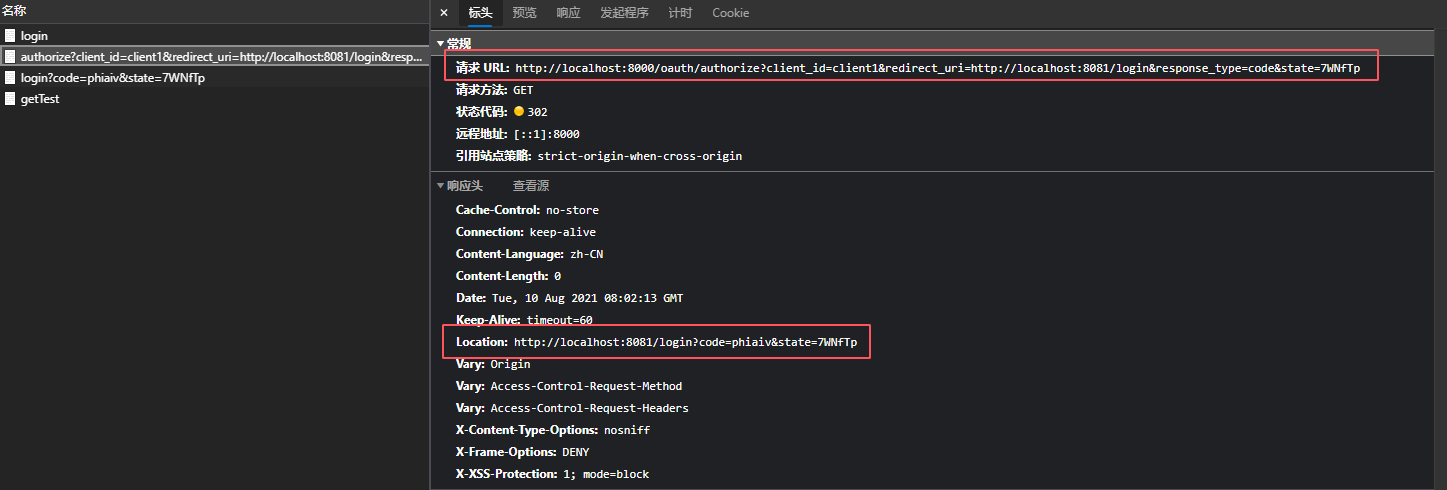 名称
login
authorize?client_id=client1&redirect_uri=http://localhost:8081/login&resp...
login?code=phiaiv&state=7WNfTp
getTest
× 标头 预览 响应 发起程序 计时 Cookie
常规
请求 URL: http://localhost:8000/oauth/authorize?client_id=client1&redirect_uri=http://localhost:8081/login&response_type=code&state=7WNfTp
请求方法: GET
状态代码: 302
远程地址: [::1]:8000
引用站点策略: strict-origin-when-cross-origin
响应头 查看源
Cache-Control: no-store
Connection: keep-alive
Content-Language: zh-CN
Content-Length: 0
Date: Tue, 10 Aug 2021 08:02:13 GMT
Keep-Alive: timeout=60
Location: http://localhost:8081/login?code=phiaiv&state=7WNfTp
Vary: Origin
Vary: Access-Control-Request-Method
Vary: Access-Control-Request-Headers
X-Content-Type-Options: nosniff
X-Frame-Options: DENY
X-XSS-Protection: 1; mode=block